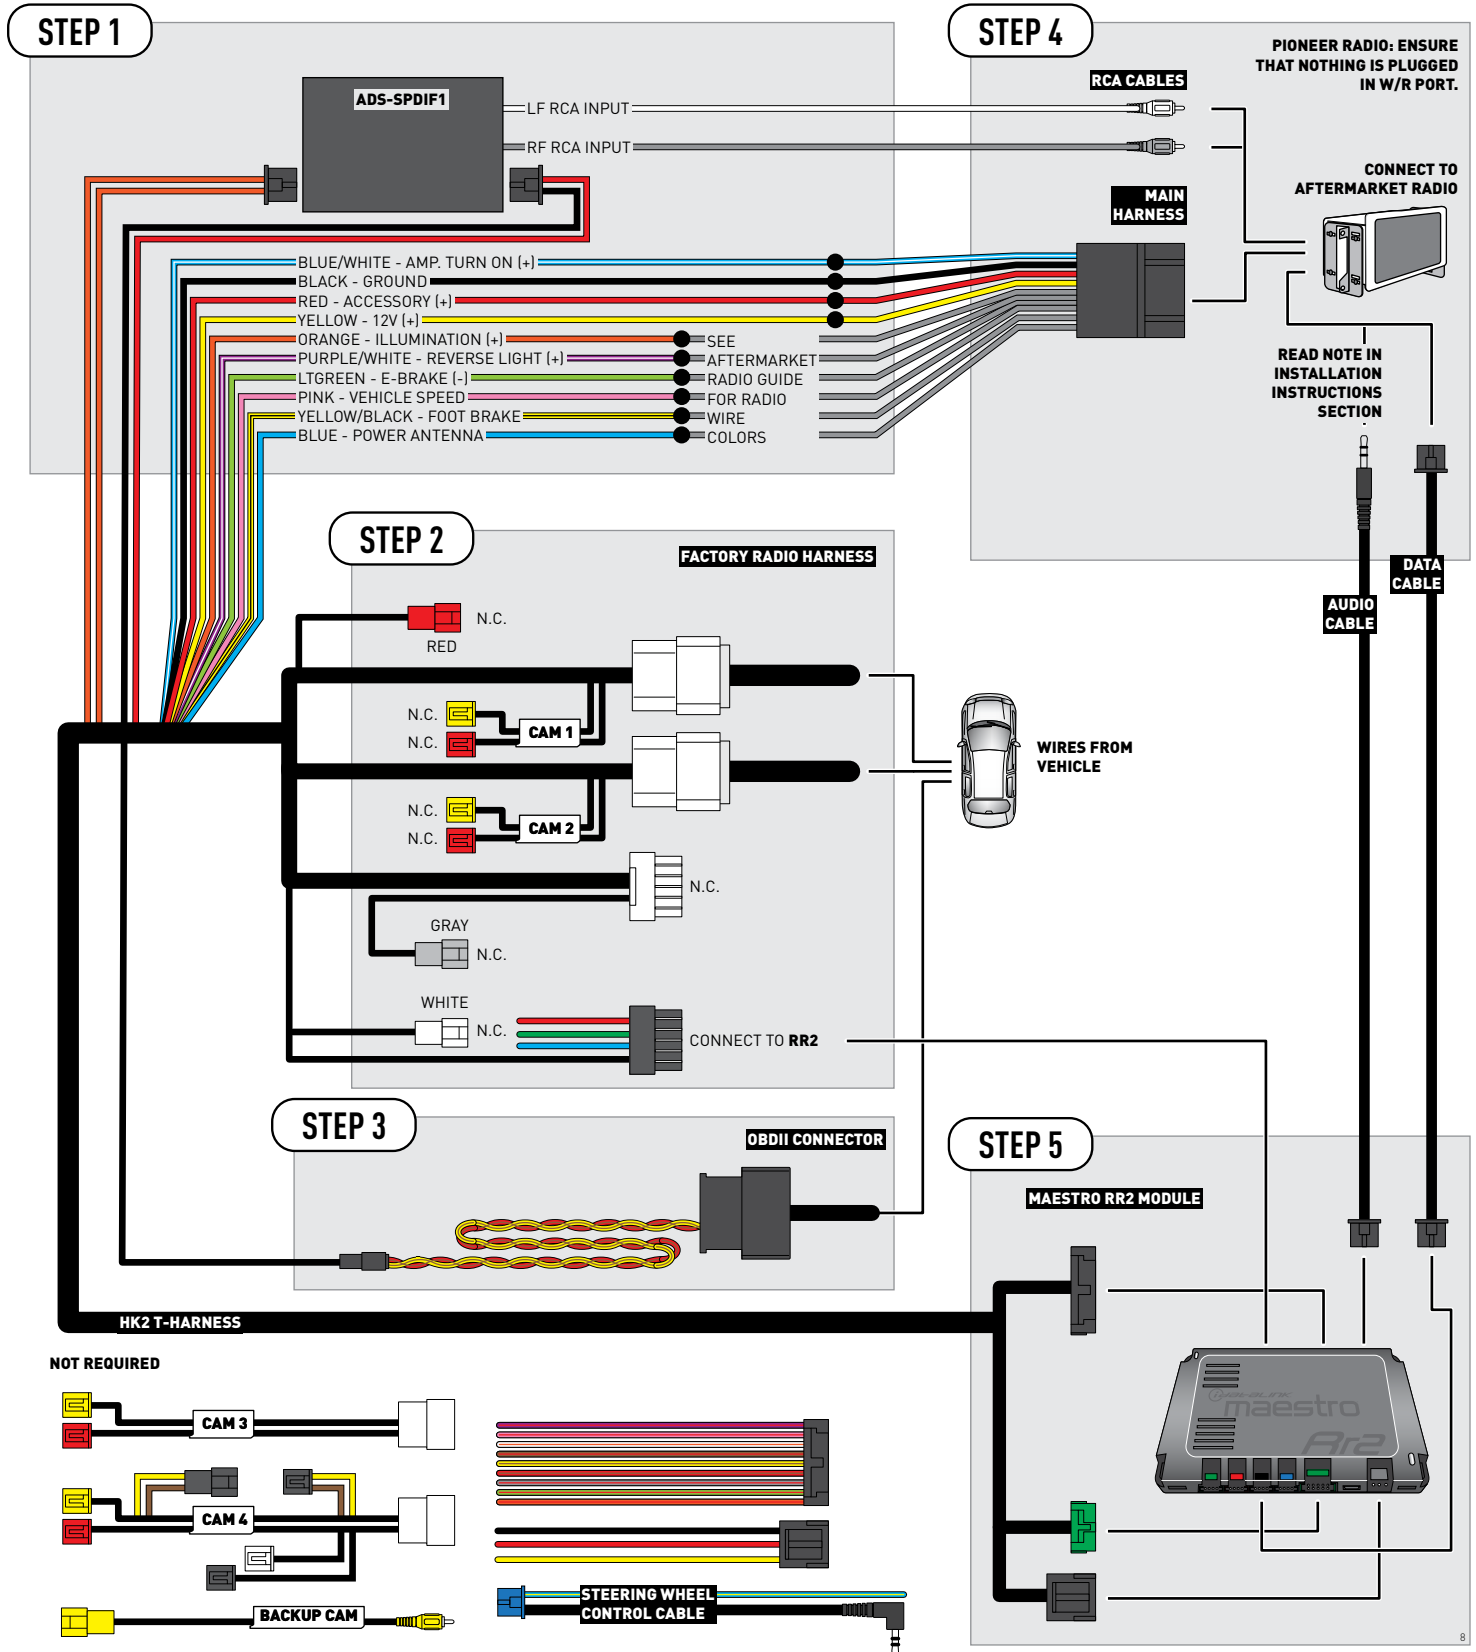 STEP 1
ADS-SPDIF1
LF RCA INPUT
RF RCA INPUT
BLUE/WHITE - AMP. TURN ON (+)
BLACK - GROUND
RED - ACCESSORY (+)
YELLOW - 12V (+)
ORANGE - ILLUMINATION (+)
PURPLE/WHITE - REVERSE LIGHT (+)
LTGREEN - E-BRAKE (-)
PINK - VEHICLE SPEED
YELLOW/BLACK - FOOT BRAKE
BLUE - POWER ANTENNA
SEE
AFTERMARKET
RADIO GUIDE
FOR RADIO
WIRE
COLORS
STEP 4
PIONEER RADIO: ENSURE
THAT NOTHING IS PLUGGED
IN W/R PORT.
RCA CABLES
CONNECT TO
AFTERMARKET RADIO
MAIN
HARNESS
READ NOTE IN
INSTALLATION
INSTRUCTIONS
SECTION
DATA
CABLE
AUDIO
CABLE
STEP 2
FACTORY RADIO HARNESS
N.C.
RED
N.C.
N.C.
CAM 1
N.C.
N.C.
CAM 2
N.C.
GRAY
N.C.
WHITE
N.C.
CONNECT TO RR2
WIRES FROM
VEHICLE
STEP 3
OBDII CONNECTOR
HK2 T-HARNESS
STEP 5
MAESTRO RR2 MODULE
maestro
Rr2
NOT REQUIRED
CAM 3
CAM 4
BACKUP CAM
STEERING WHEEL
CONTROL CABLE
8